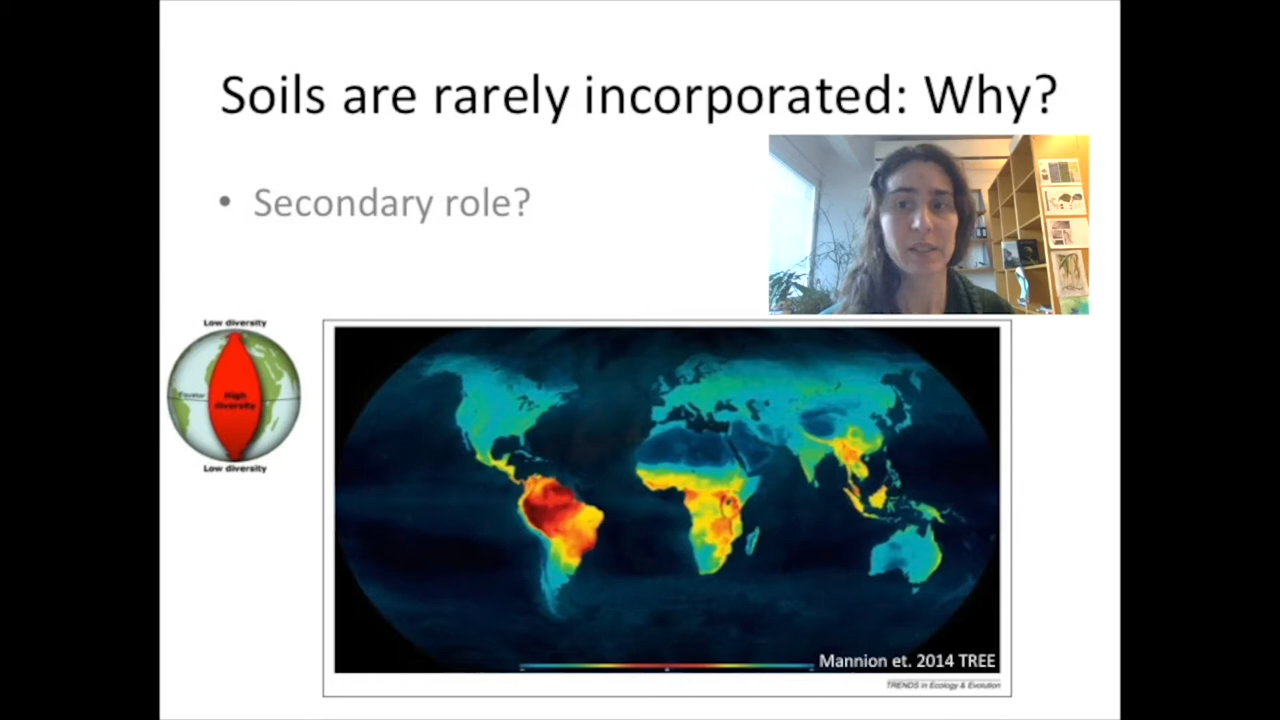 Soils are rarely incorporated: Why?
• Secondary role?
Low diversity
Equator
High
diversity
Low diversity
Mannion et. 2014 TREE
TRENDS in Ecology & Evolution